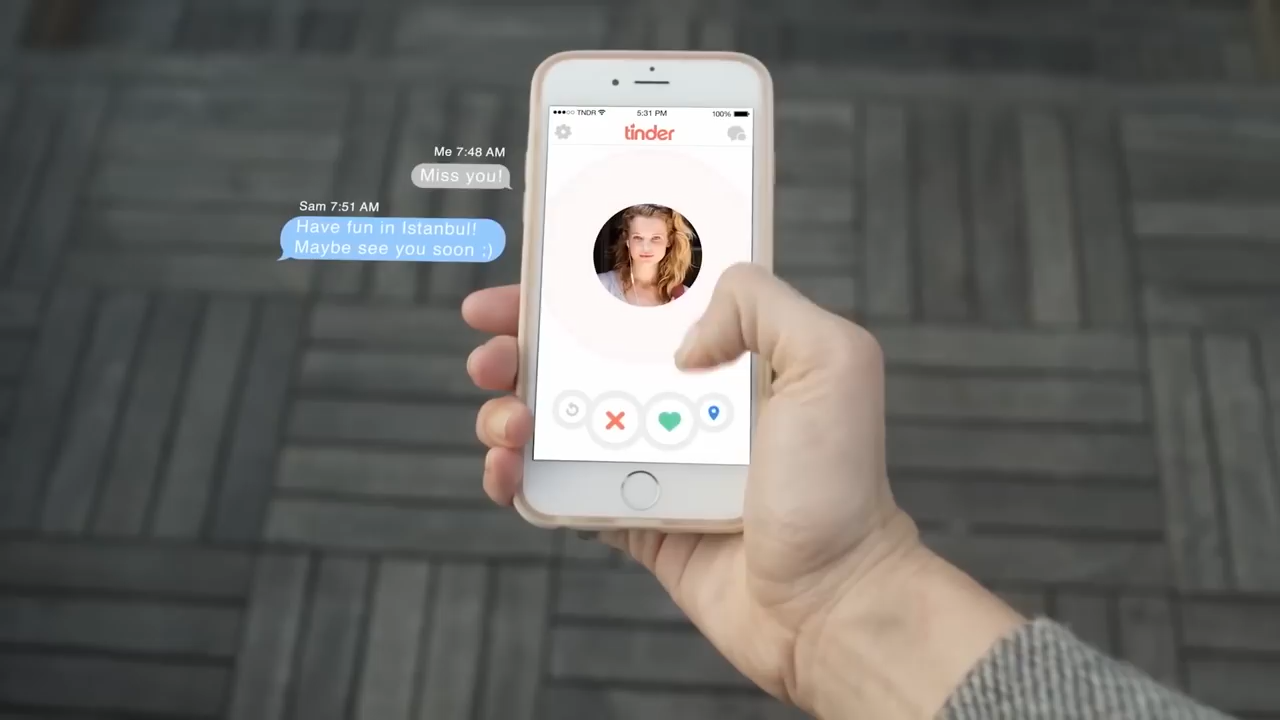 TNDR 5:31 PM 100%
tinder
Me 7:48 AM
Miss you!
Sam 7:51 AM
Have fun in Istanbul!
Maybe see you soon :)